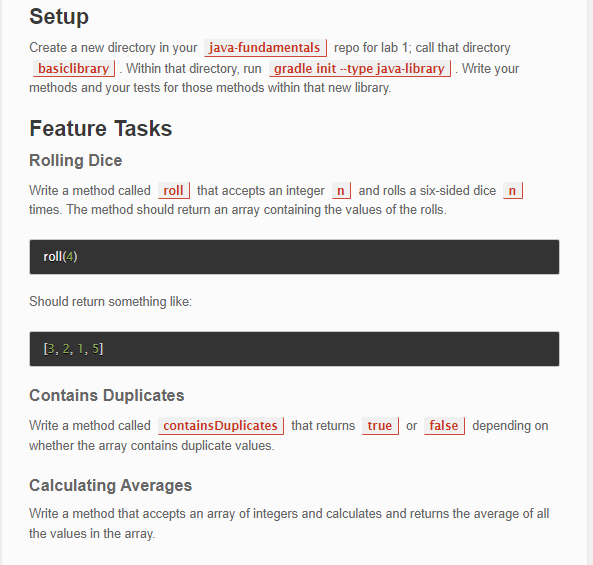 Setup
Create a new directory in your java-fundamentals repo for lab 1; call that directory
basiclibrary . Within that directory, run gradle init --type java-library . Write your
methods and your tests for those methods within that new library.
Feature Tasks
Rolling Dice
Write a method called roll that accepts an integer n and rolls a six-sided dice n
times. The method should return an array containing the values of the rolls.
roll(4)
Should return something like:
[3, 2, 1, 5]
Contains Duplicates
Write a method called containsDuplicates that returns true or false depending on
whether the array contains duplicate values.
Calculating Averages
Write a method that accepts an array of integers and calculates and returns the average of all
the values in the array.